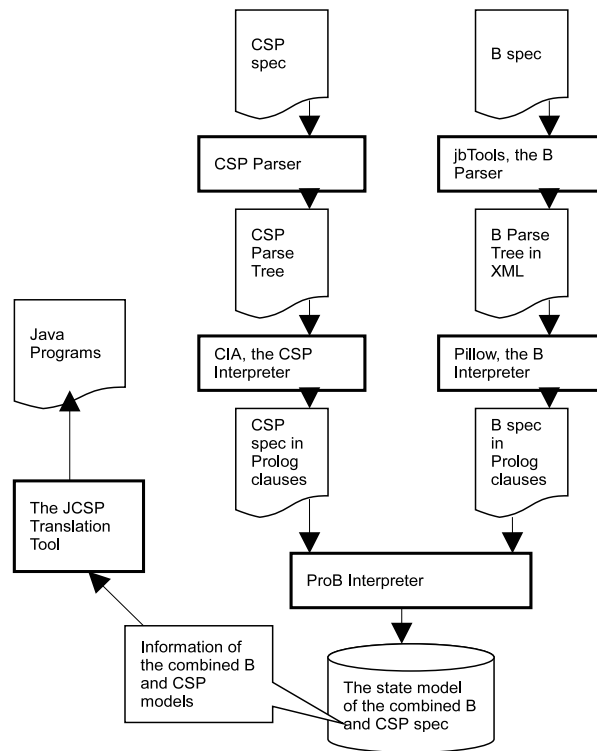 CSP
spec
B spec
CSP Parser
jbTools, the B
Parser
CSP
Parse
Tree
B Parse
Tree in
XML
Java
Programs
CIA, the CSP
Interpreter
Pillow, the B
Interpreter
CSP
spec in
Prolog
clauses
B spec
in
Prolog
clauses
The JCSP
Translation
Tool
ProB Interpreter
Information of
the combined B
and CSP
models
The state model
of the combined B
and CSP spec